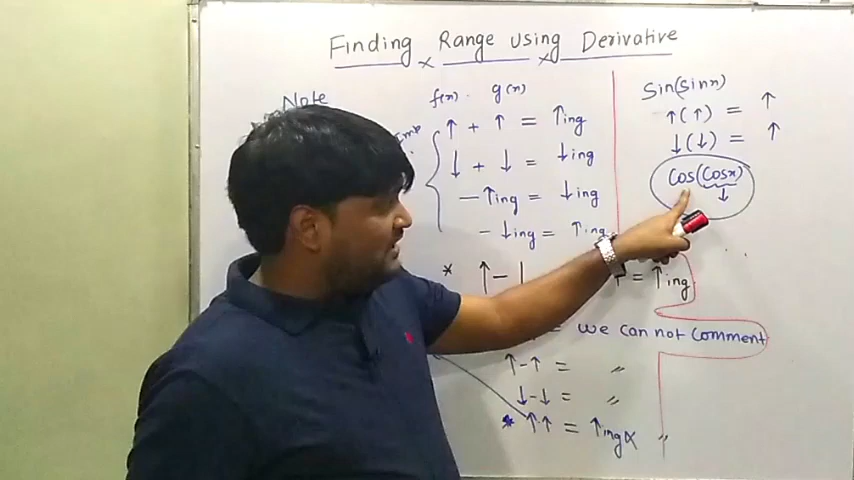 Finding Range using Derivative
Note
f(x). g(x)
Imp
↑ + ↑ = ↑ing
↓ + ↓ = ↓ing
- ↑ing = ↓ing
- ↓ing = ↑ing
* ↑ -
↑ = ↑ing
= we can not comment
↑ - ↑ = "
↓ - ↓ = "
* ↑↑ = ↑ing "
Sin(Sinx)
↑(↑) = ↑
↓(↓) = ↑
Cos(Cosx)
↓